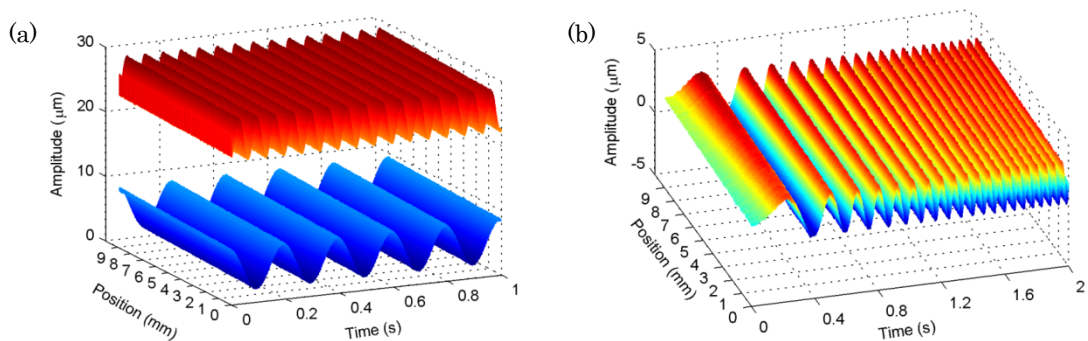 (a)
30
20
10
0
Amplitude (μm)
9 8 7 6 5 4 3 2 1 0
Position (mm)
0 0.2 0.4 0.6 0.8 1
Time (s)
(b)
5
0
-5
Amplitude (μm)
9 8 7 6 5 4 3 2 1 0
Position (mm)
0 0.4 0.8 1.2 1.6 2
Time (s)